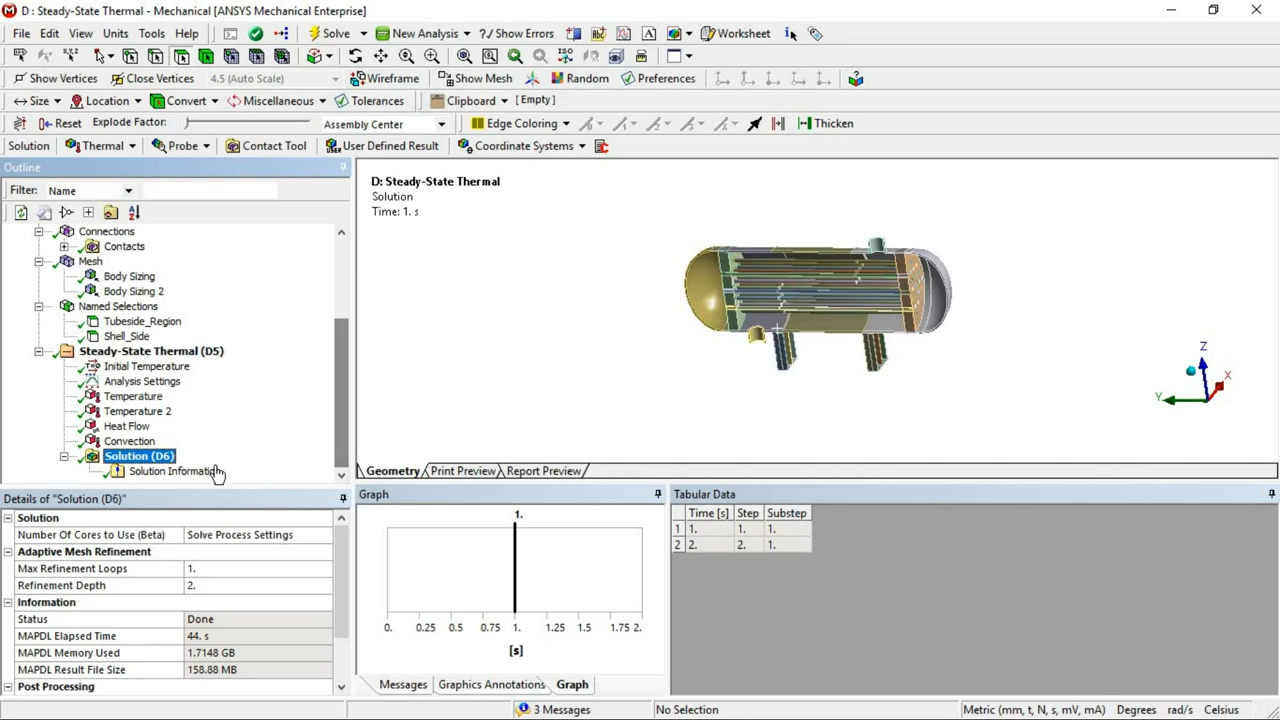 D : Steady-State Thermal - Mechanical [ANSYS Mechanical Enterprise]
File Edit View Units Tools Help Solve New Analysis ?/ Show Errors Worksheet
Show Vertices Close Vertices 4.5 (Auto Scale) Wireframe Show Mesh Random Preferences
Size Location Convert Miscellaneous Tolerances Clipboard [ Empty ]
Reset Explode Factor: Assembly Center Edge Coloring Thicken
Solution Thermal Probe Contact Tool User Defined Result Coordinate Systems
Outline
Filter: Name
Connections
Contacts
Mesh
Body Sizing
Body Sizing 2
Named Selections
Tubeside_Region
Shell_Side
Steady-State Thermal (D5)
Initial Temperature
Analysis Settings
Temperature
Temperature 2
Heat Flow
Convection
Solution (D6)
Solution Information
D: Steady-State Thermal
Solution
Time: 1. s
Z
X
Y
Geometry Print Preview Report Preview
Details of "Solution (D6)"
Solution
Number Of Cores to Use (Beta) Solve Process Settings
Adaptive Mesh Refinement
Max Refinement Loops 1.
Refinement Depth 2.
Information
Status Done
MAPDL Elapsed Time 44. s
MAPDL Memory Used 1.7148 GB
MAPDL Result File Size 158.88 MB
Post Processing
Graph
1.
0. 0.25 0.5 0.75 1. 1.25 1.5 1.75 2.
[s]
Messages Graphics Annotations Graph
Tabular Data
Time [s] Step Substep
1 1. 1. 1.
2 2. 2. 1.
3 Messages No Selection Metric (mm, t, N, s, mV, mA) Degrees rad/s Celsius